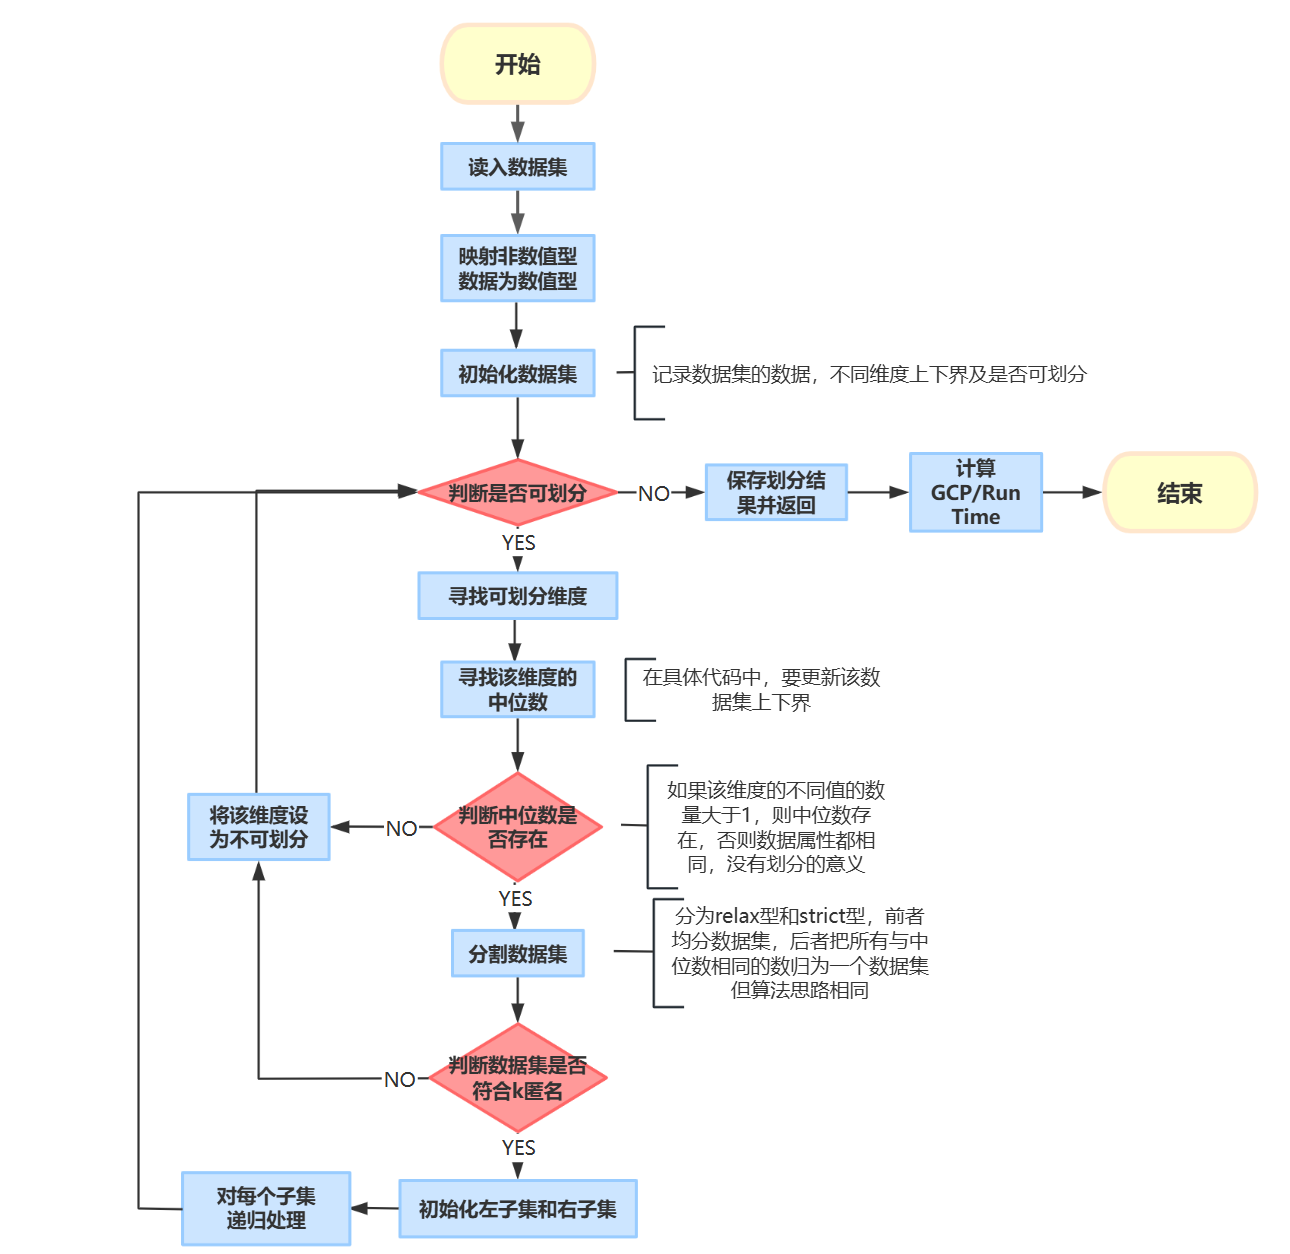 开始
读入数据集
映射非数值型
数据为数值型
初始化数据集
记录数据集的数据，不同维度上下界及是否可划分
判断是否可划分
NO
保存划分结
果并返回
计算
GCP/Run
Time
结束
YES
寻找可划分维度
寻找该维度的
中位数
在具体代码中，要更新该数
据集上下界
判断中位数是
否存在
NO
将该维度设
为不可划分
如果该维度的不同值的数
量大于1，则中位数存
在，否则数据属性都相
同，没有划分的意义
YES
分割数据集
分为relax型和strict型，前者
均分数据集，后者把所有与中
位数相同的数归为一个数据集
但算法思路相同
判断数据集是否
符合k匿名
NO
YES
初始化左子集和右子集
对每个子集
递归处理